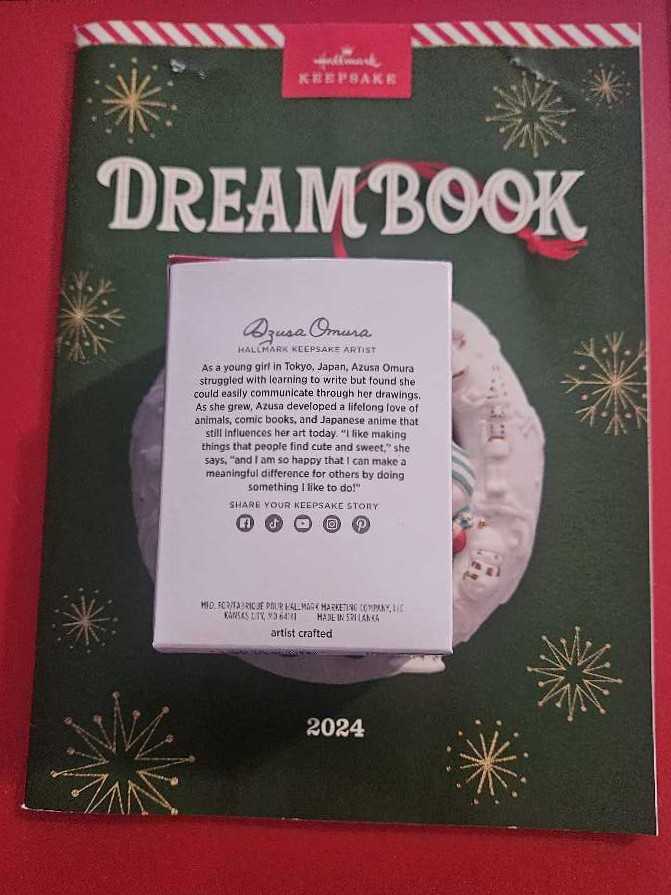 Hallmark
KEEPSAKE
DREAM BOOK
Azusa Omura
HALLMARK KEEPSAKE ARTIST
As a young girl in Tokyo, Japan, Azusa Omura
struggled with learning to write but found she
could easily communicate through her drawings.
As she grew, Azusa developed a lifelong love of
animals, comic books, and Japanese anime that
still influences her art today. “I like making
things that people find cute and sweet,” she
says, “and I am so happy that I can make a
meaningful difference for others by doing
something I like to do!”
SHARE YOUR KEEPSAKE STORY
MFD. FOR/FABRIQUÉ POUR HALLMARK MARKETING COMPANY, LLC
KANSAS CITY, MO 64141 MADE IN SRI LANKA
artist crafted
2024